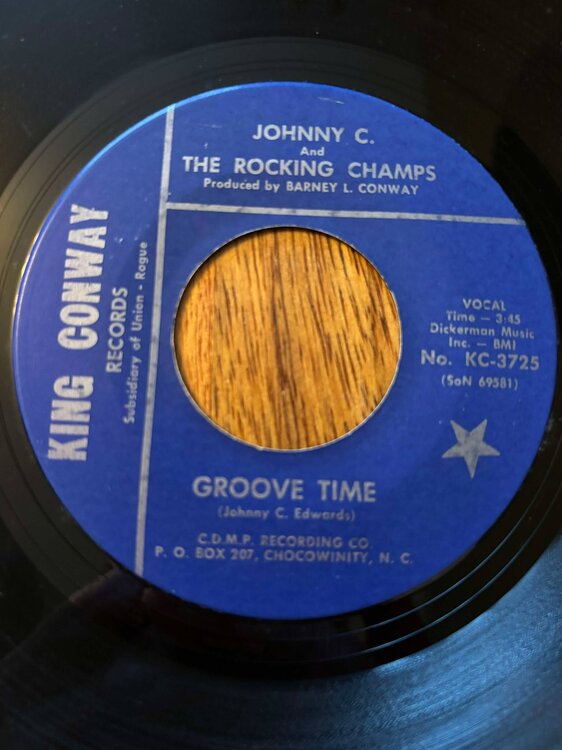 JOHNNY C.
And
THE ROCKING CHAMPS
Produced by BARNEY L. CONWAY
KING CONWAY
RECORDS
Subsidiary of Union - Rogue
VOCAL
Time — 3:45
Dickerman Music
Inc. — BMI
No. KC-3725
(SoN 69581)
GROOVE TIME
(Johnny C. Edwards)
C.D.M.P. RECORDING CO.
P. O. BOX 207, CHOCOWINITY, N. C.